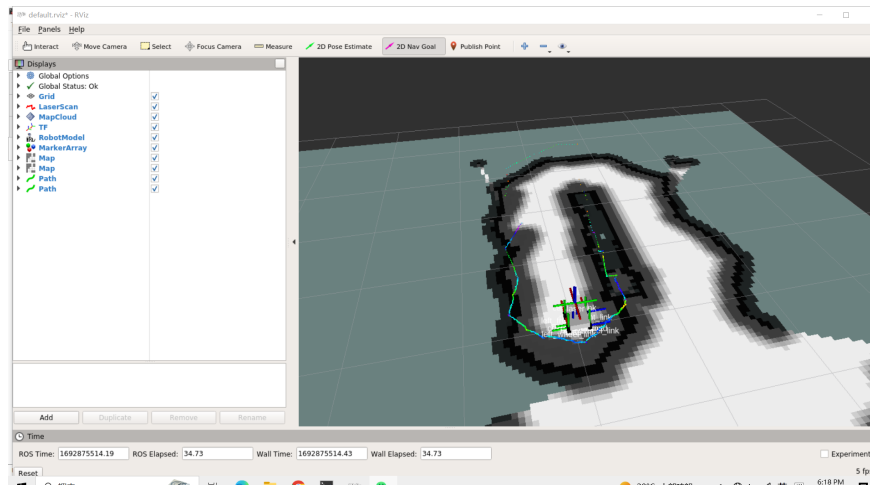 default.rviz* - RViz
File Panels Help
Interact Move Camera Select Focus Camera Measure 2D Pose Estimate 2D Nav Goal Publish Point
Displays
Global Options
Global Status: Ok
Grid
LaserScan
MapCloud
TF
RobotModel
MarkerArray
Map
Map
Path
Path
Add Duplicate Remove Rename
Time
ROS Time: 1692875514.19 ROS Elapsed: 34.73 Wall Time: 1692875514.43 Wall Elapsed: 34.73 Experiment
Reset 5 fp
6:18 PM